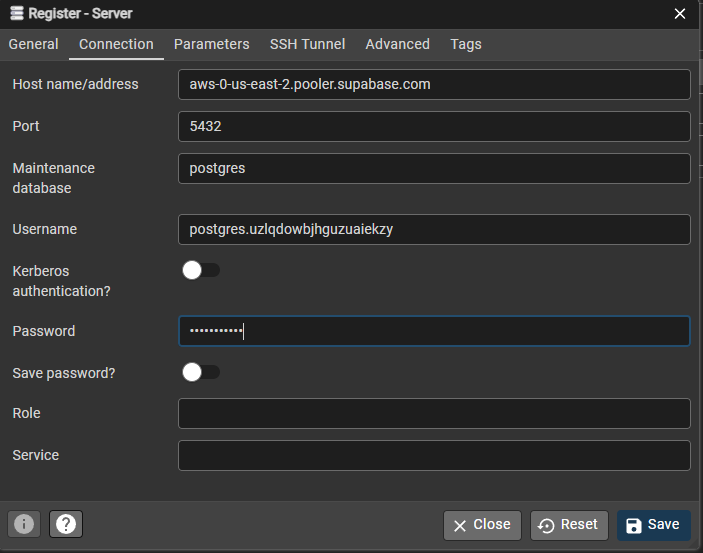 Register - Server
General Connection Parameters SSH Tunnel Advanced Tags
Host name/address aws-0-us-east-2.pooler.supabase.com
Port 5432
Maintenance
database postgres
Username postgres.uzlqdowbjhguzuaiekzy
Kerberos
authentication?
Password •••••••••••
Save password?
Role
Service
Close Reset Save